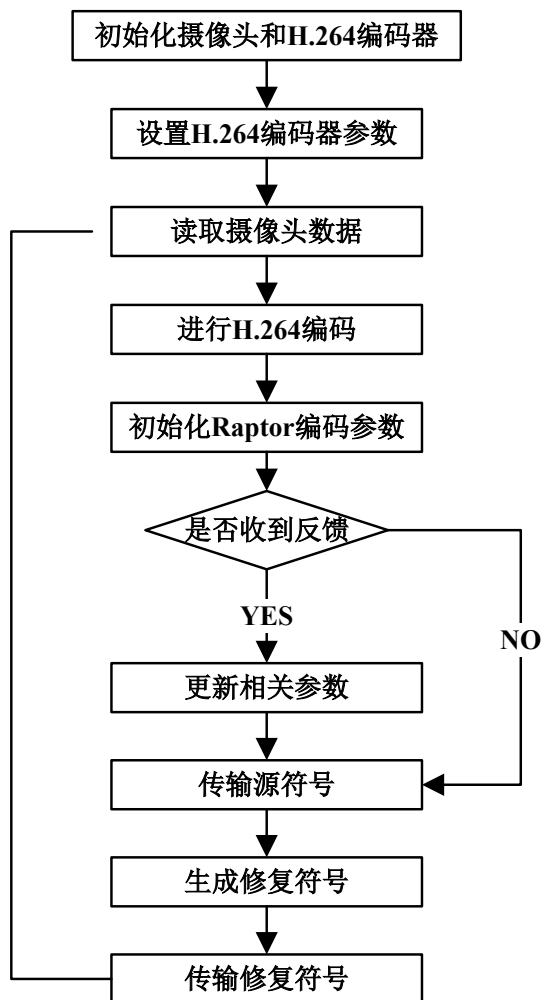 初始化摄像头和H.264编码器
设置H.264编码器参数
读取摄像头数据
进行H.264编码
初始化Raptor编码参数
是否收到反馈
YES
NO
更新相关参数
传输源符号
生成修复符号
传输修复符号